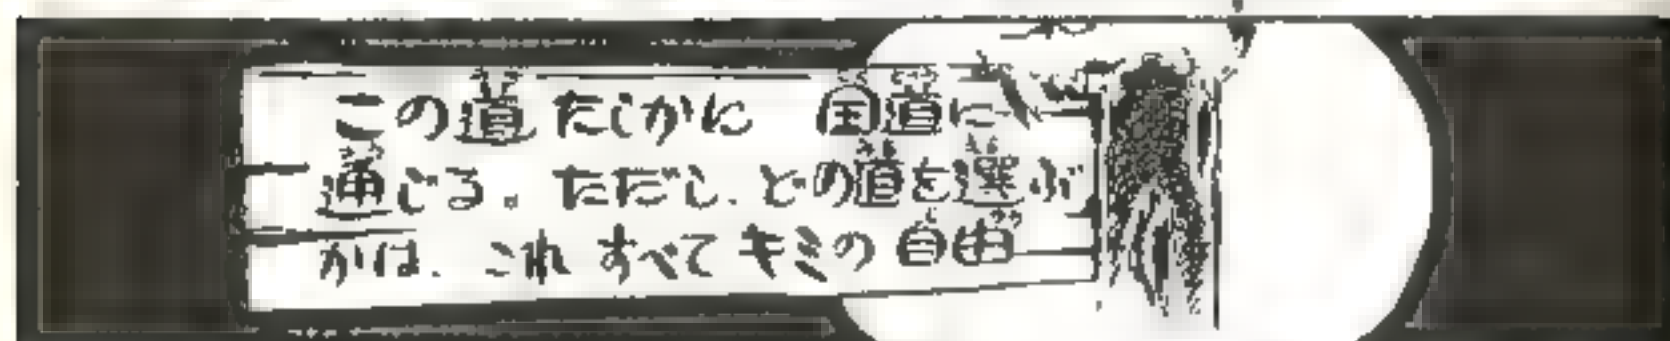 この道 たしかに 国道に
通じる。ただし、どの道を選ぶ
かは、これ すべて キミの 自由